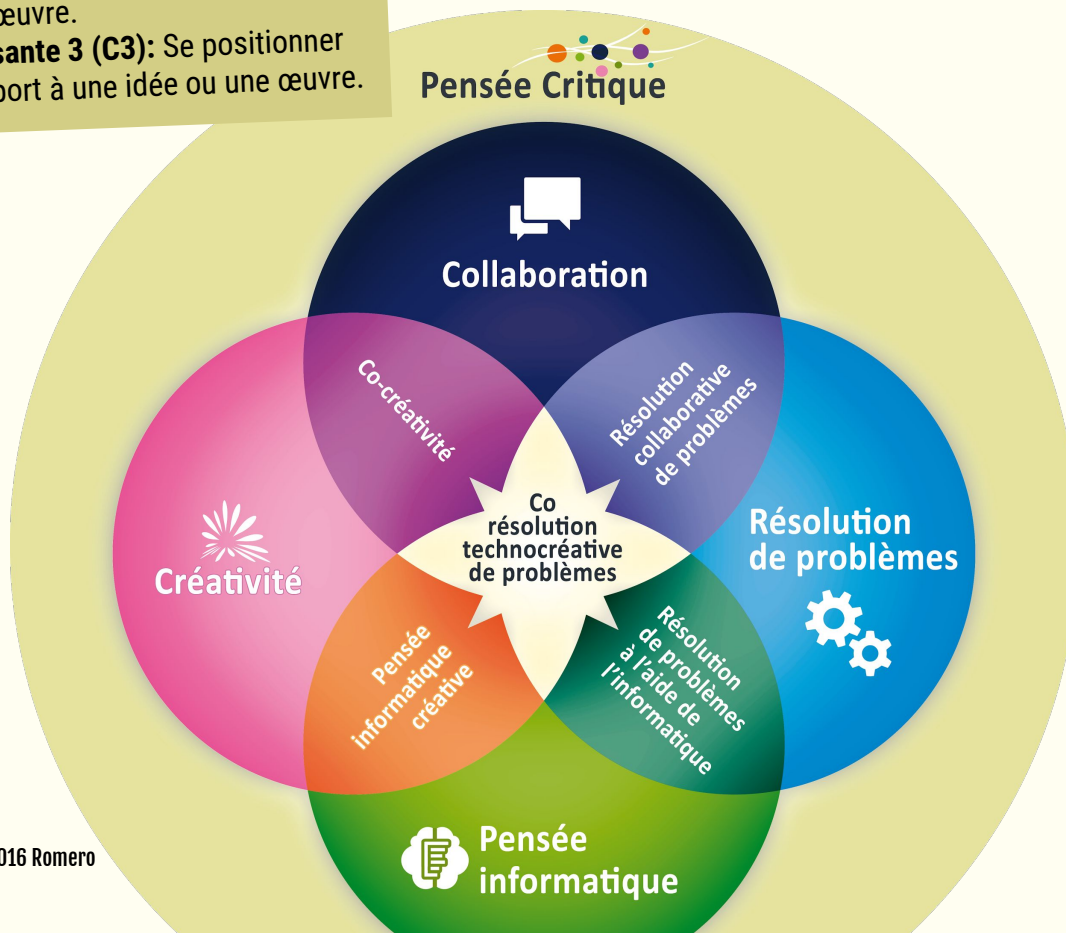 œuvre.
sante 3 (C3): Se positionner
port à une idée ou une œuvre.
Pensée Critique
Collaboration
Co-créativité
Résolution
collaborative
de problèmes
Co
résolution
technocréative
de problèmes
Créativité
Résolution
de problèmes
Pensée
informatique
créative
Résolution
de problèmes
à l'aide de
l'informatique
Pensée
informatique
016 Romero